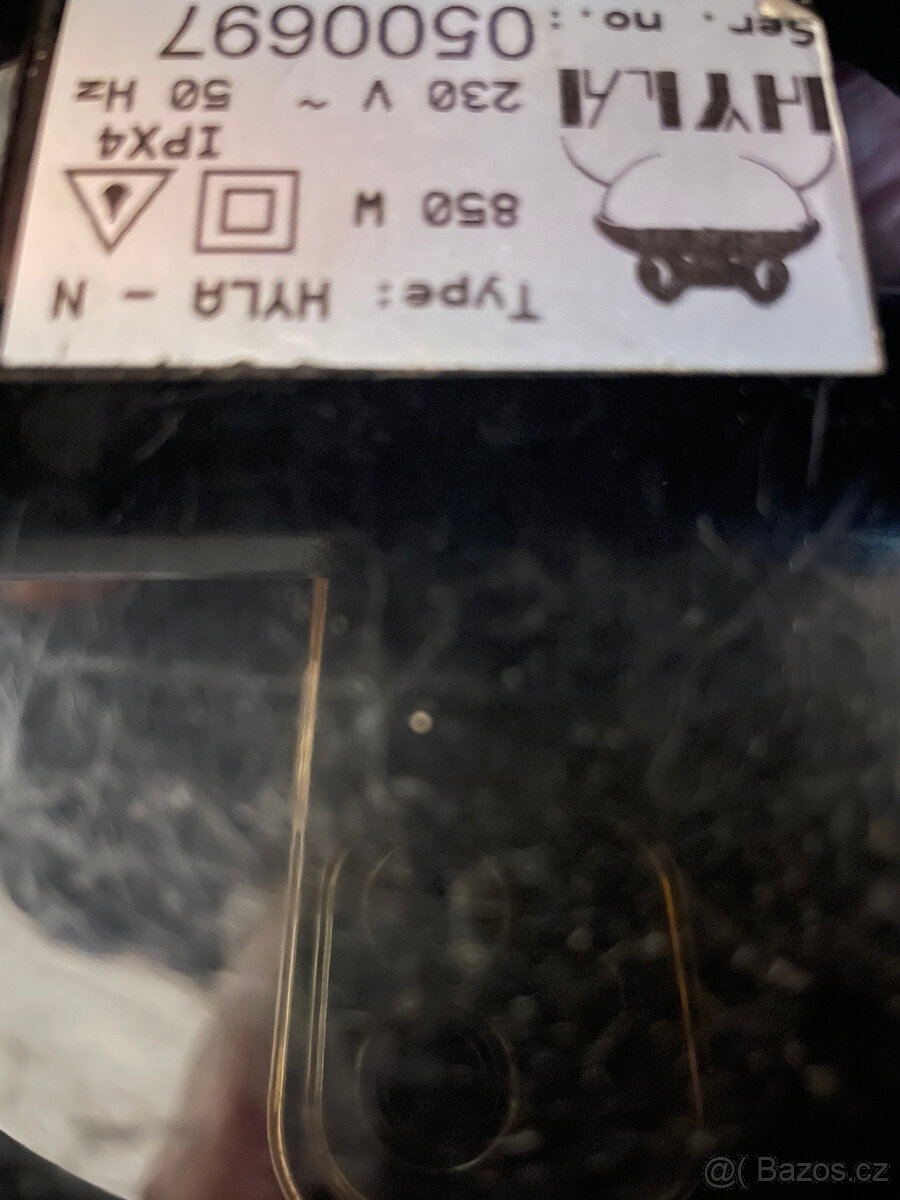 Type: HYLA - N
850 W
IPX4
HYLA
230 V ~ 50 Hz
Ser. no.: 0500697
@( Bazos.cz